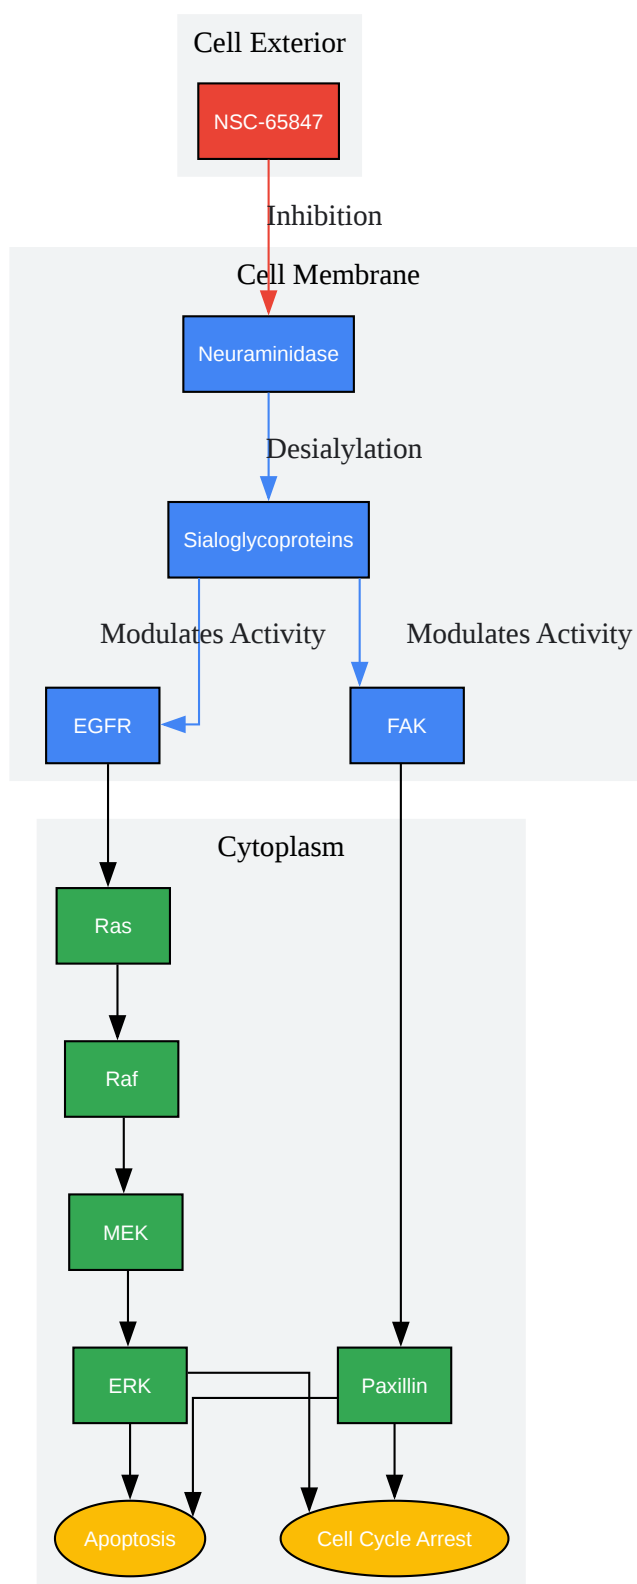 Cell Exterior
NSC-65847
Inhibition
Cell Membrane
Neuraminidase
Desialylation
Sialoglycoproteins
Modulates Activity
Modulates Activity
EGFR
FAK
Cytoplasm
Ras
Raf
MEK
ERK
Paxillin
Apoptosis
Cell Cycle Arrest